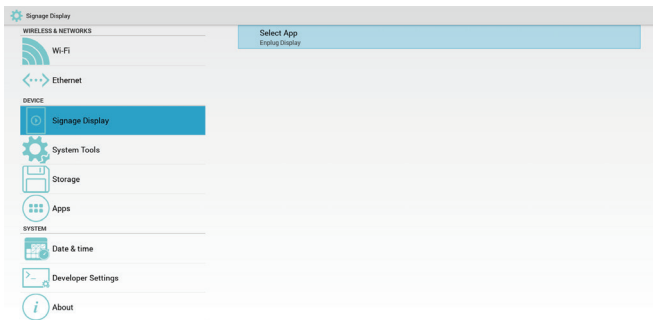 Signage Display
WIRELESS & NETWORKS
Wi-Fi
Ethernet
DEVICE
Signage Display
System Tools
Storage
Apps
SYSTEM
Date & time
Developer Settings
About
Select App
Enplug Display